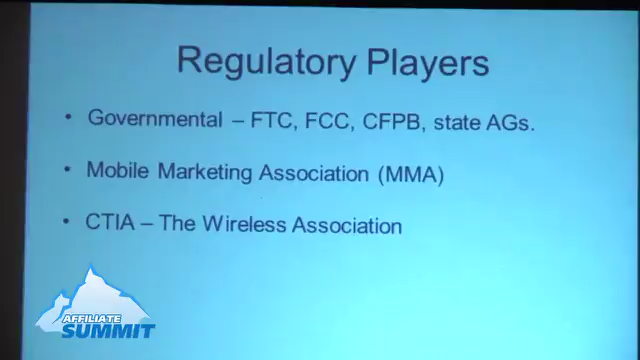 Regulatory Players
• Governmental – FTC, FCC, CFPB, state AGs.
• Mobile Marketing Association (MMA)
• CTIA – The Wireless Association
AFFILIATE
SUMMIT